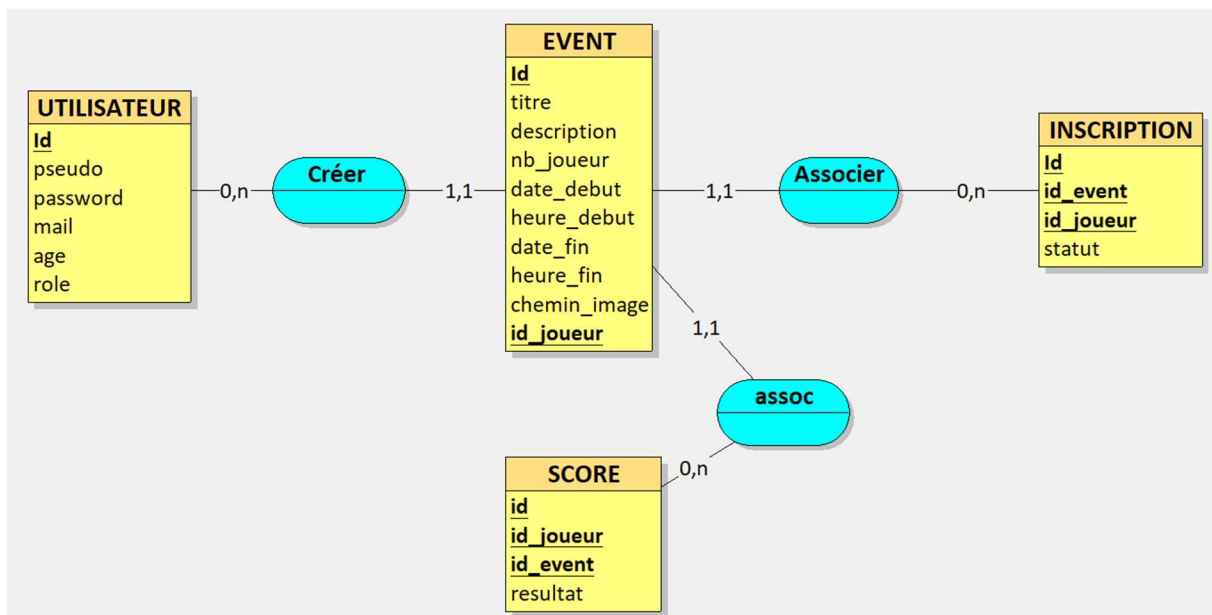 UTILISATEUR
Id
pseudo
password
mail
age
role
0,n
Créer
1,1
EVENT
Id
titre
description
nb_joueur
date_debut
heure_debut
date_fin
heure_fin
chemin_image
id_joueur
1,1
Associer
0,n
INSCRIPTION
Id
id_event
id_joueur
statut
1,1
assoc
0,n
SCORE
id
id_joueur
id_event
resultat